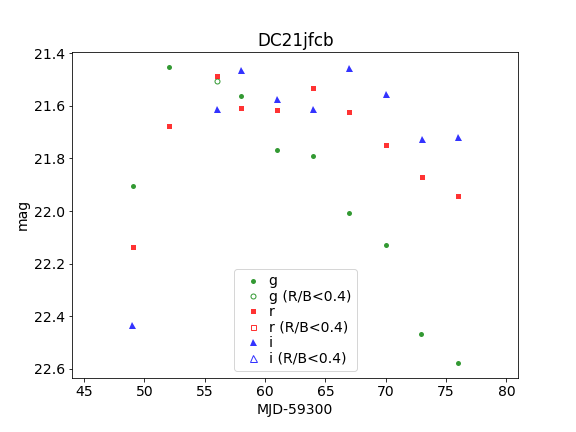 DC21jfcb
21.4
21.6
21.8
22.0
22.2
22.4
22.6
mag
g
g (R/B<0.4)
r
r (R/B<0.4)
i
i (R/B<0.4)
45 50 55 60 65 70 75 80
MJD-59300